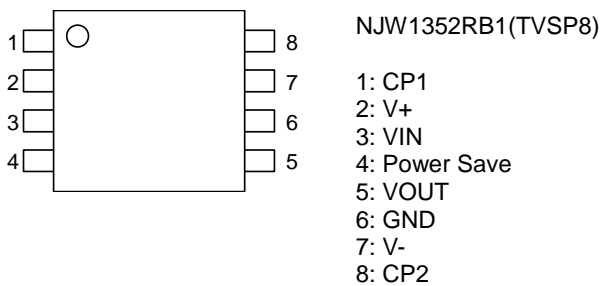 NJW1352RB1(TVSP8)
1 8
2 7
3 6
4 5
1: CP1
2: V+
3: VIN
4: Power Save
5: VOUT
6: GND
7: V-
8: CP2